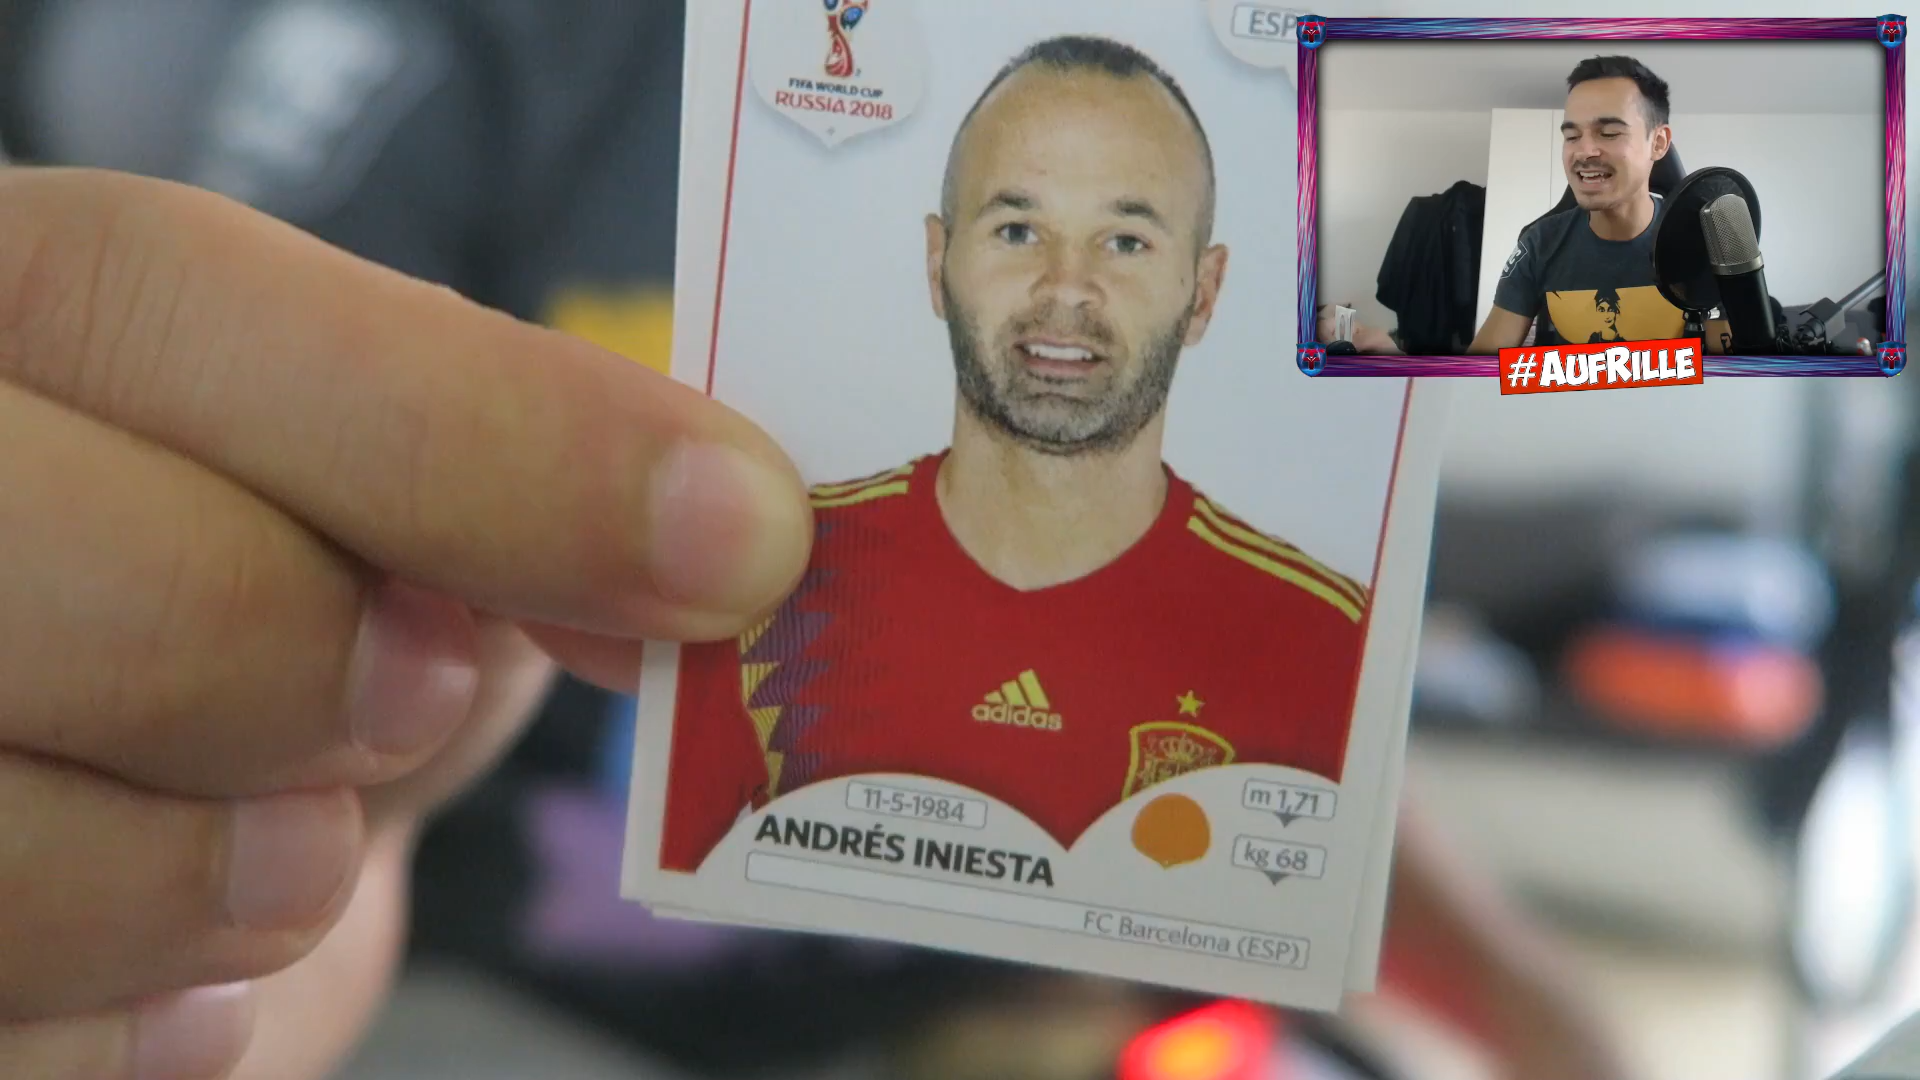 FIFA WORLD CUP
RUSSIA 2018
ESP
#AUFRILLE
adidas
11-5-1984
m 1,71
ANDRÉS INIESTA
kg 68
FC Barcelona (ESP)